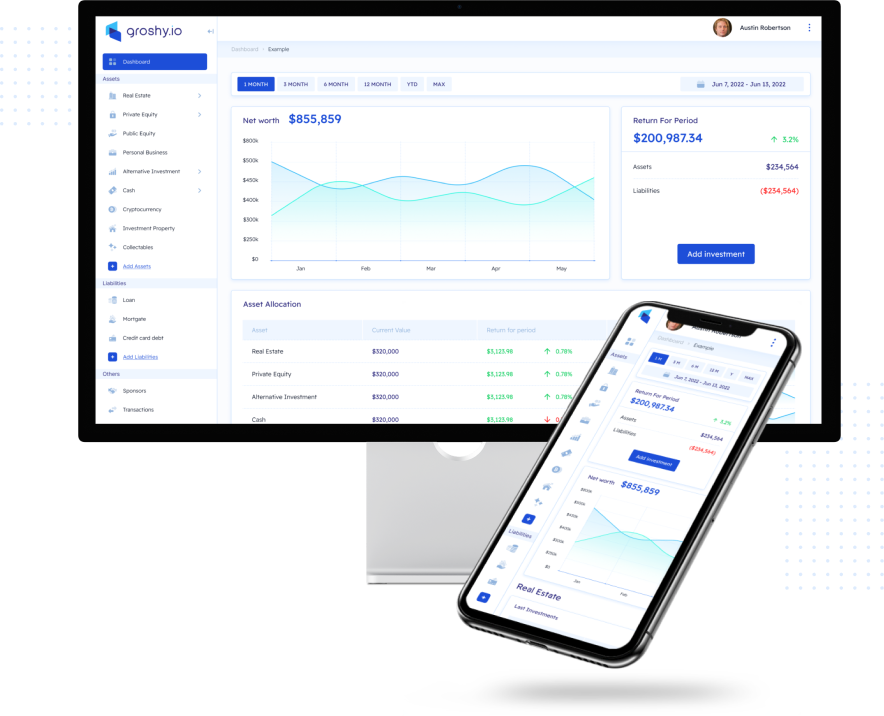 groshy.io
Austin Robertson
Dashboard
Dashboard › Example
Assets
Real Estate
Private Equity
Public Equity
Personal Business
Alternative Investment
Cash
Cryptocurrency
Investment Property
Collectables
Add Assets
Liabilities
Loan
Mortgate
Credit card debt
Add Liabilities
Others
Sponsors
Transactions
1 MONTH 3 MONTH 6 MONTH 12 MONTH YTD MAX
Jun 7, 2022 - Jun 13, 2022
Net worth $855,859
$800k
$500k
$450k
$400k
$300k
$250k
$0
Jan Feb Mar Apr May
Return For Period
$200,987.34 3.2%
Assets $234,564
Liabilities ($234,564)
Add investment
Asset Allocation
Asset Current Value Return for period
Real Estate $320,000 $3,123.98 0.78%
Private Equity $320,000 $3,123.98 0.78%
Alternative Investment $320,000 $3,123.98 0.78%
Cash $320,000 $3,123.98
Austin Robertson
Dashboard › Example
Assets
1 M 3 M 6 M 12 M Y MAX
Jun 7, 2022 - Jun 13, 2022
Return For Period
$200,987.34 3.2%
Assets $234,564
Liabilities ($234,564)
Add investment
Net worth $855,859
$0
Jan Feb
Liabilities
Real Estate
Last Investments